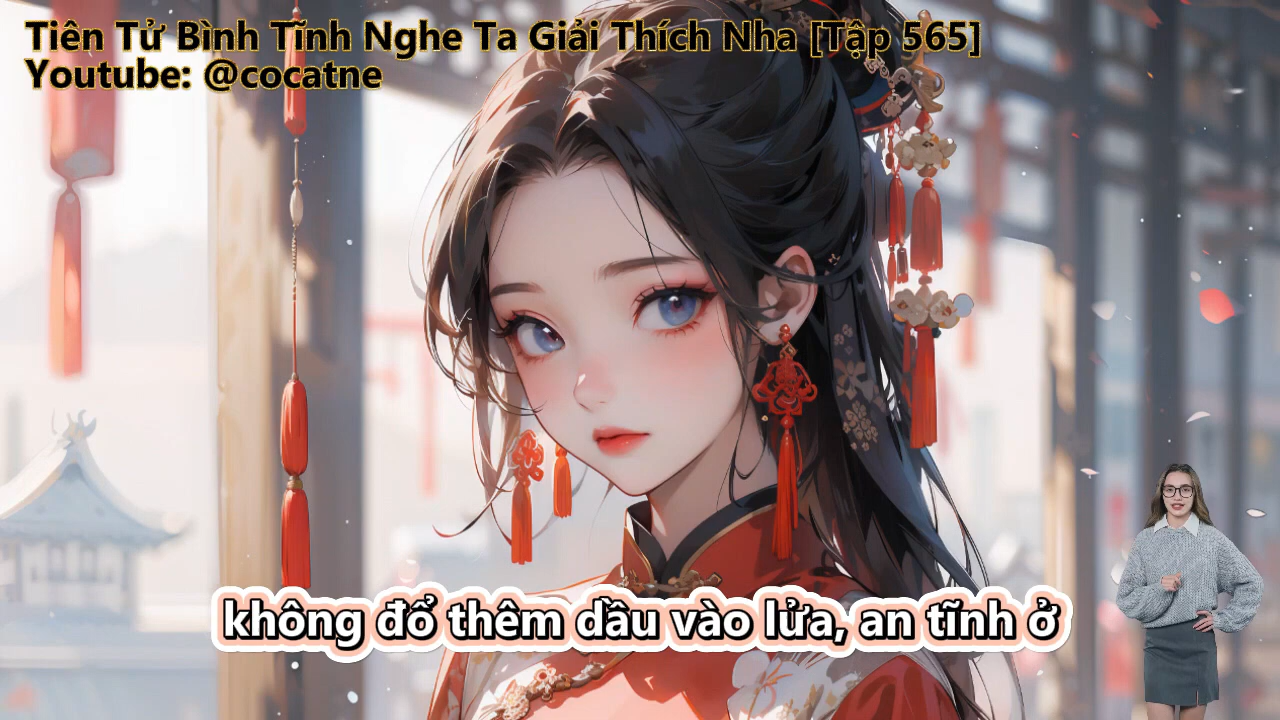 Tiên Tử Bình Tĩnh Nghe Ta Giải Thích Nha [Tập 565]
Youtube: @cocatne
không đổ thêm dầu vào lửa, an tĩnh ở